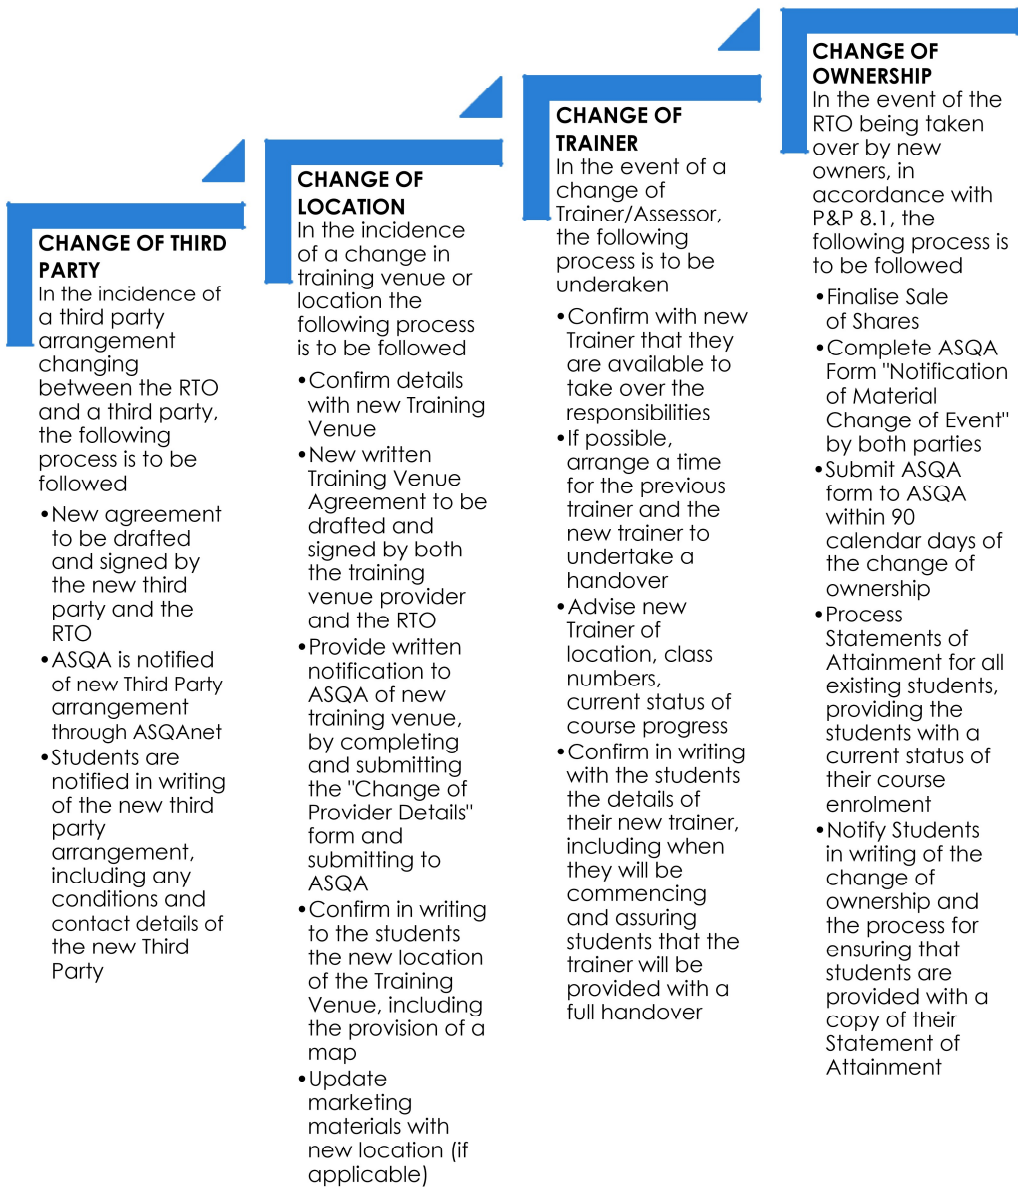 CHANGE OF THIRD
PARTY
In the incidence of
a third party
arrangement
changing
between the RTO
and a third party,
the following
process is to be
followed
•New agreement
to be drafted
and signed by
the new third
party and the
RTO
•ASQA is notified
of new Third Party
arrangement
through ASQAnet
•Students are
notified in writing
of the new third
party
arrangement,
including any
conditions and
contact details of
the new Third
Party
CHANGE OF
LOCATION
In the incidence
of a change in
training venue or
location the
following process
is to be followed
•Confirm details
with new Training
Venue
•New written
Training Venue
Agreement to be
drafted and
signed by both
the training
venue provider
and the RTO
•Provide written
notification to
ASQA of new
training venue,
by completing
and submitting
the "Change of
Provider Details"
form and
submitting to
ASQA
•Confirm in writing
to the students
the new location
of the Training
Venue, including
the provision of a
map
•Update
marketing
materials with
new location (if
applicable)
CHANGE OF
TRAINER
In the event of a
change of
Trainer/Assessor,
the following
process is to be
underaken
•Confirm with new
Trainer that they
are available to
take over the
responsibilities
•If possible,
arrange a time
for the previous
trainer and the
new trainer to
undertake a
handover
•Advise new
Trainer of
location, class
numbers,
current status of
course progress
•Confirm in writing
with the students
the details of
their new trainer,
including when
they will be
commencing
and assuring
students that the
trainer will be
provided with a
full handover
CHANGE OF
OWNERSHIP
In the event of the
RTO being taken
over by new
owners, in
accordance with
P&P 8.1, the
following process is
to be followed
•Finalise Sale
of Shares
•Complete ASQA
Form "Notification
of Material
Change of Event"
by both parties
•Submit ASQA
form to ASQA
within 90
calendar days of
the change of
ownership
•Process
Statements of
Attainment for all
existing students,
providing the
students with a
current status of
their course
enrolment
•Notify Students
in writing of the
change of
ownership and
the process for
ensuring that
students are
provided with a
copy of their
Statement of
Attainment